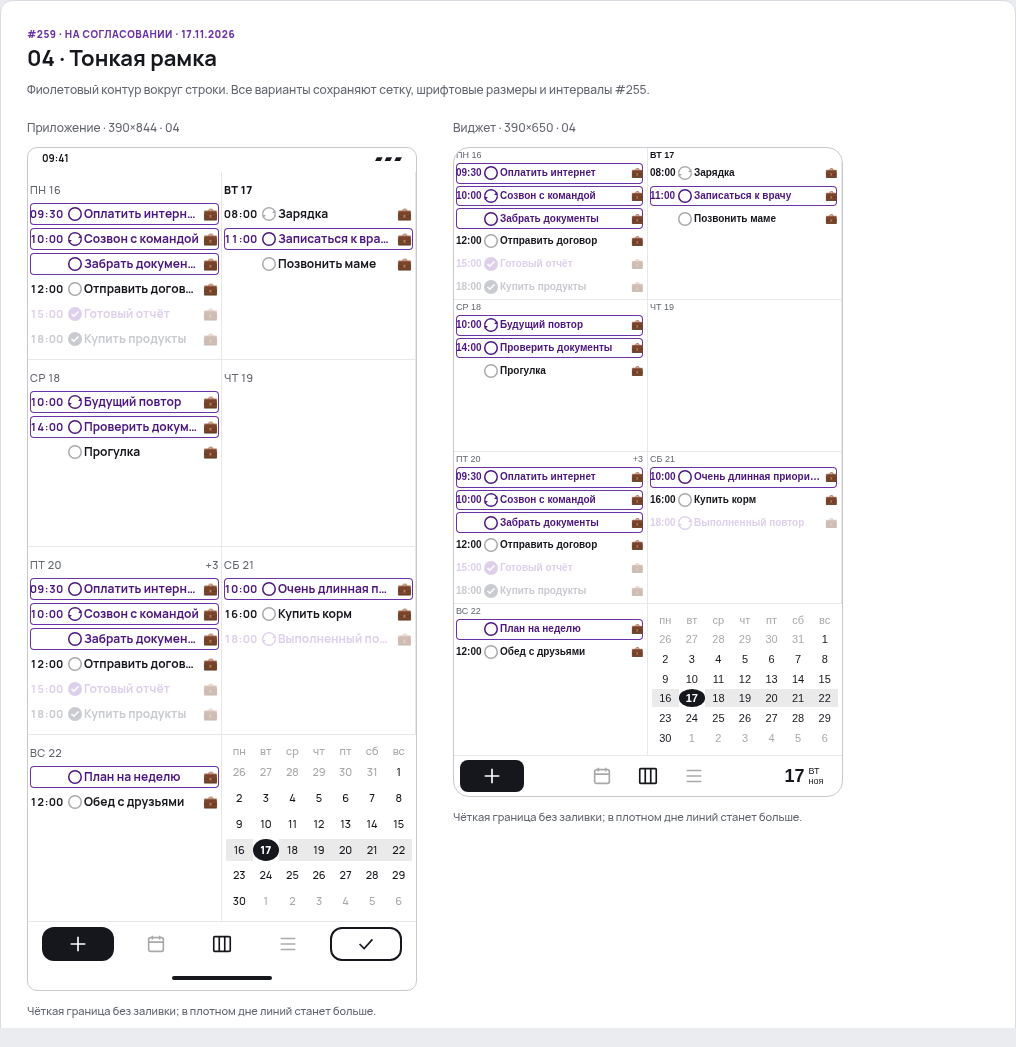 #259 · НА СОГЛАСОВАНИИ · 17.11.2026
04 · Тонкая рамка
Фиолетовый контур вокруг строки. Все варианты сохраняют сетку, шрифтовые размеры и интервалы #255.
Приложение · 390×844 · 04
09:41
ПН 16
09:30 Оплатить интерн…
10:00 Созвон с командой
Забрать докумен…
12:00 Отправить догов…
15:00 Готовый отчёт
18:00 Купить продукты
ВТ 17
08:00 Зарядка
11:00 Записаться к вра…
Позвонить маме
СР 18
10:00 Будущий повтор
14:00 Проверить докум…
Прогулка
ЧТ 19
ПТ 20 +3
09:30 Оплатить интерн…
10:00 Созвон с командой
Забрать докумен…
12:00 Отправить догов…
15:00 Готовый отчёт
18:00 Купить продукты
СБ 21
10:00 Очень длинная п…
16:00 Купить корм
18:00 Выполненный по…
ВС 22
План на неделю
12:00 Обед с друзьями
пн вт ср чт пт сб вс
26 27 28 29 30 31 1
2 3 4 5 6 7 8
9 10 11 12 13 14 15
16 17 18 19 20 21 22
23 24 25 26 27 28 29
30 1 2 3 4 5 6
Чёткая граница без заливки; в плотном дне линий станет больше.
Виджет · 390×650 · 04
ПН 16
09:30 Оплатить интернет
10:00 Созвон с командой
Забрать документы
12:00 Отправить договор
15:00 Готовый отчёт
18:00 Купить продукты
ВТ 17
08:00 Зарядка
11:00 Записаться к врачу
Позвонить маме
СР 18
10:00 Будущий повтор
14:00 Проверить документы
Прогулка
ЧТ 19
ПТ 20 +3
09:30 Оплатить интернет
10:00 Созвон с командой
Забрать документы
12:00 Отправить договор
15:00 Готовый отчёт
18:00 Купить продукты
СБ 21
10:00 Очень длинная приори…
16:00 Купить корм
18:00 Выполненный повтор
ВС 22
План на неделю
12:00 Обед с друзьями
пн вт ср чт пт сб вс
26 27 28 29 30 31 1
2 3 4 5 6 7 8
9 10 11 12 13 14 15
16 17 18 19 20 21 22
23 24 25 26 27 28 29
30 1 2 3 4 5 6
17 ВТ
ноя
Чёткая граница без заливки; в плотном дне линий станет больше.